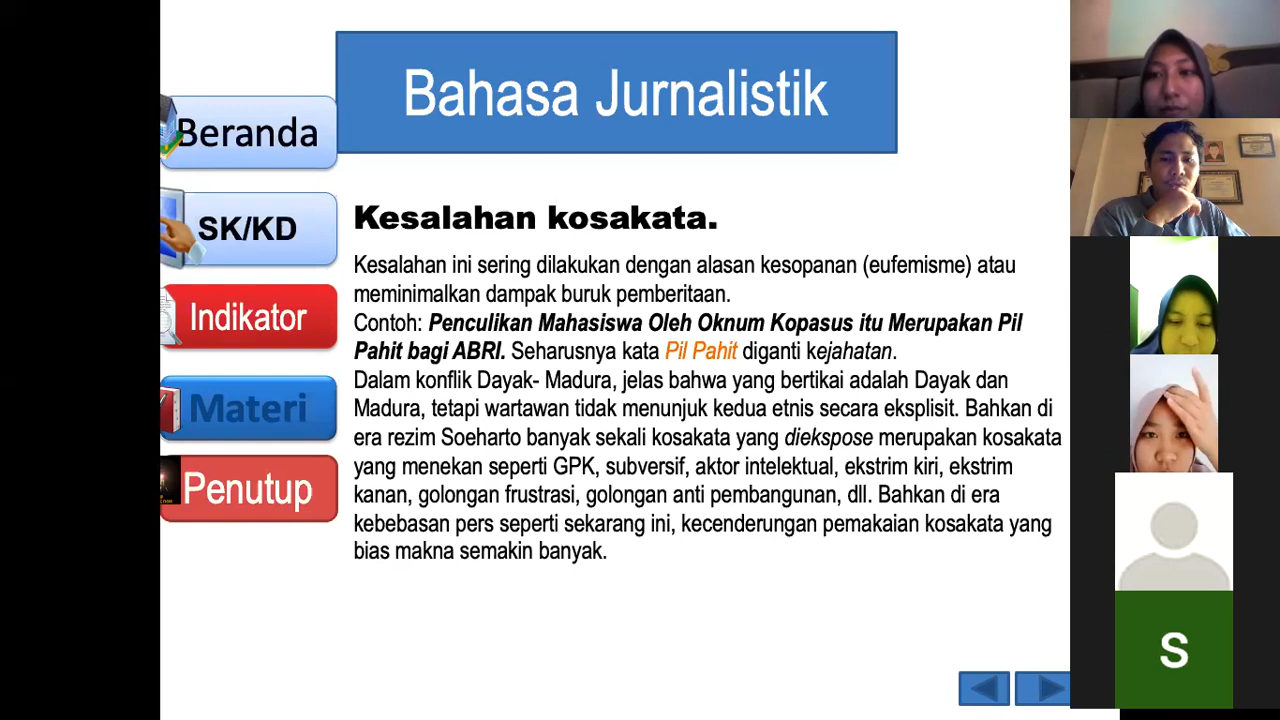 Bahasa Jurnalistik
Beranda
SK/KD
Indikator
Materi
Penutup
Kesalahan kosakata.
Kesalahan ini sering dilakukan dengan alasan kesopanan (eufemisme) atau
meminimalkan dampak buruk pemberitaan.
Contoh: Penculikan Mahasiswa Oleh Oknum Kopasus itu Merupakan Pil
Pahit bagi ABRI. Seharusnya kata Pil Pahit diganti kejahatan.
Dalam konflik Dayak- Madura, jelas bahwa yang bertikai adalah Dayak dan
Madura, tetapi wartawan tidak menunjuk kedua etnis secara eksplisit. Bahkan di
era rezim Soeharto banyak sekali kosakata yang diekspose merupakan kosakata
yang menekan seperti GPK, subversif, aktor intelektual, ekstrim kiri, ekstrim
kanan, golongan frustrasi, golongan anti pembangunan, dll. Bahkan di era
kebebasan pers seperti sekarang ini, kecenderungan pemakaian kosakata yang
bias makna semakin banyak.
S